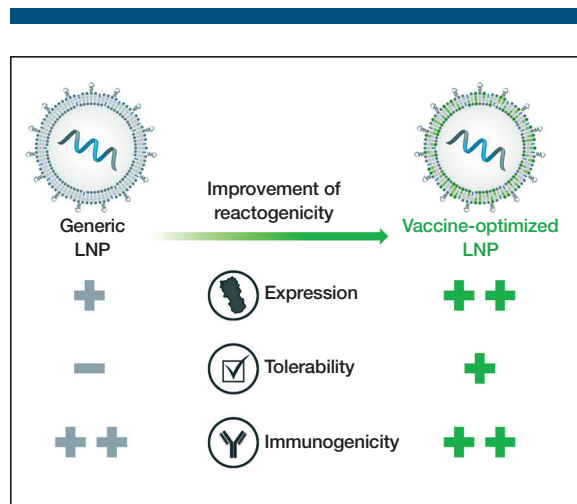 Improvement of
reactogenicity
Generic
LNP
Vaccine-optimized
LNP
Expression
Tolerability
Immunogenicity